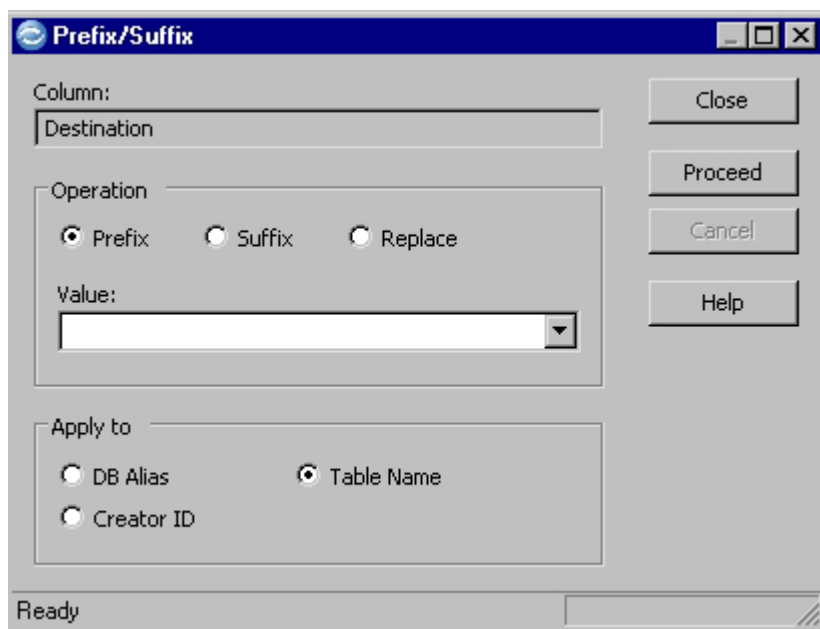 Prefix/Suffix
Column:
Destination
Close
Operation
Proceed
Prefix Suffix Replace
Cancel
Value:
Help
Apply to
DB Alias Table Name
Creator ID
Ready